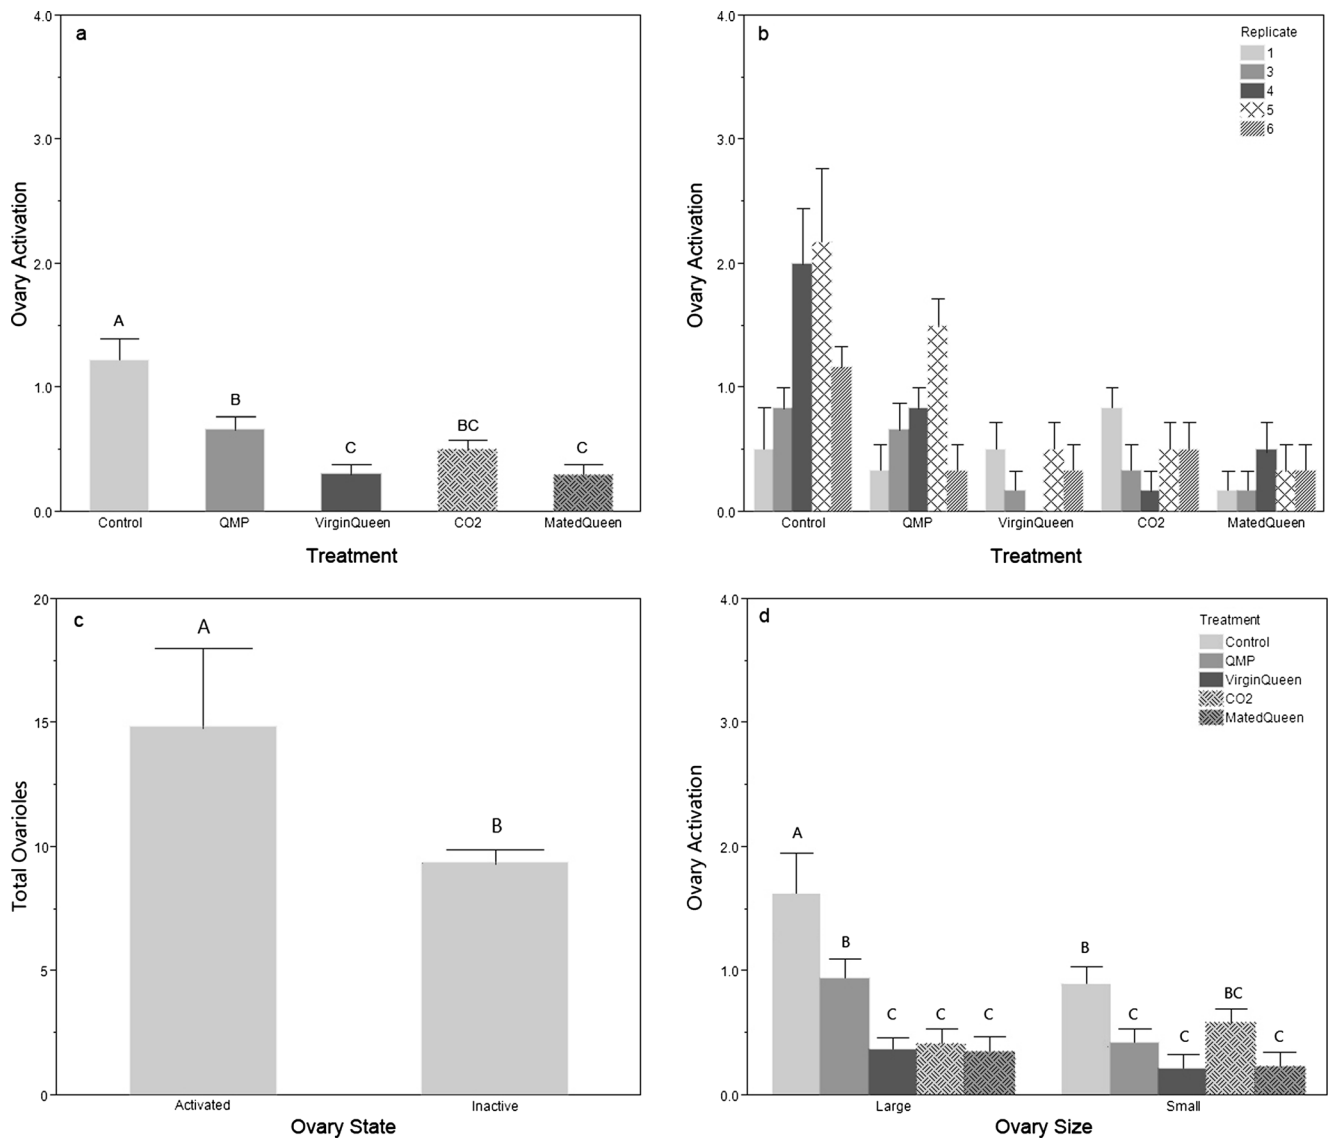 a
4.0
3.0
2.0
1.0
0.0
Ovary Activation
A
B
C
BC
C
Control QMP VirginQueen CO2 MatedQueen
Treatment
b
4.0
3.0
2.0
1.0
0.0
Ovary Activation
Replicate
1
3
4
5
6
Control QMP VirginQueen CO2 MatedQueen
Treatment
c
20
15
10
5
0
Total Ovarioles
A
B
Activated Inactive
Ovary State
d
4.0
3.0
2.0
1.0
0.0
Ovary Activation
Treatment
Control
QMP
VirginQueen
CO2
MatedQueen
A
B
C C C
B
C
C
BC
C
Large Small
Ovary Size